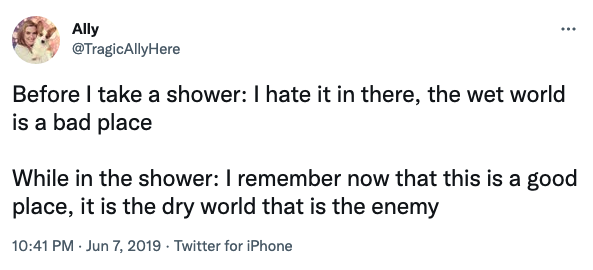 Ally
@TragicAllyHere
Before I take a shower: I hate it in there, the wet world
is a bad place
While in the shower: I remember now that this is a good
place, it is the dry world that is the enemy
10:41 PM · Jun 7, 2019 · Twitter for iPhone